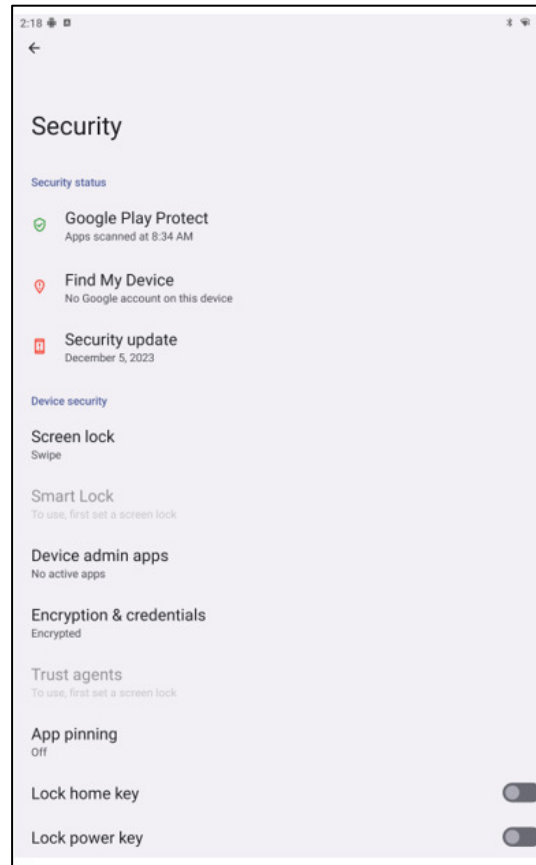 2:18
Security
Security status
Google Play Protect
Apps scanned at 8:34 AM
Find My Device
No Google account on this device
Security update
December 5, 2023
Device security
Screen lock
Swipe
Smart Lock
To use, first set a screen lock
Device admin apps
No active apps
Encryption & credentials
Encrypted
Trust agents
To use, first set a screen lock
App pinning
Off
Lock home key
Lock power key